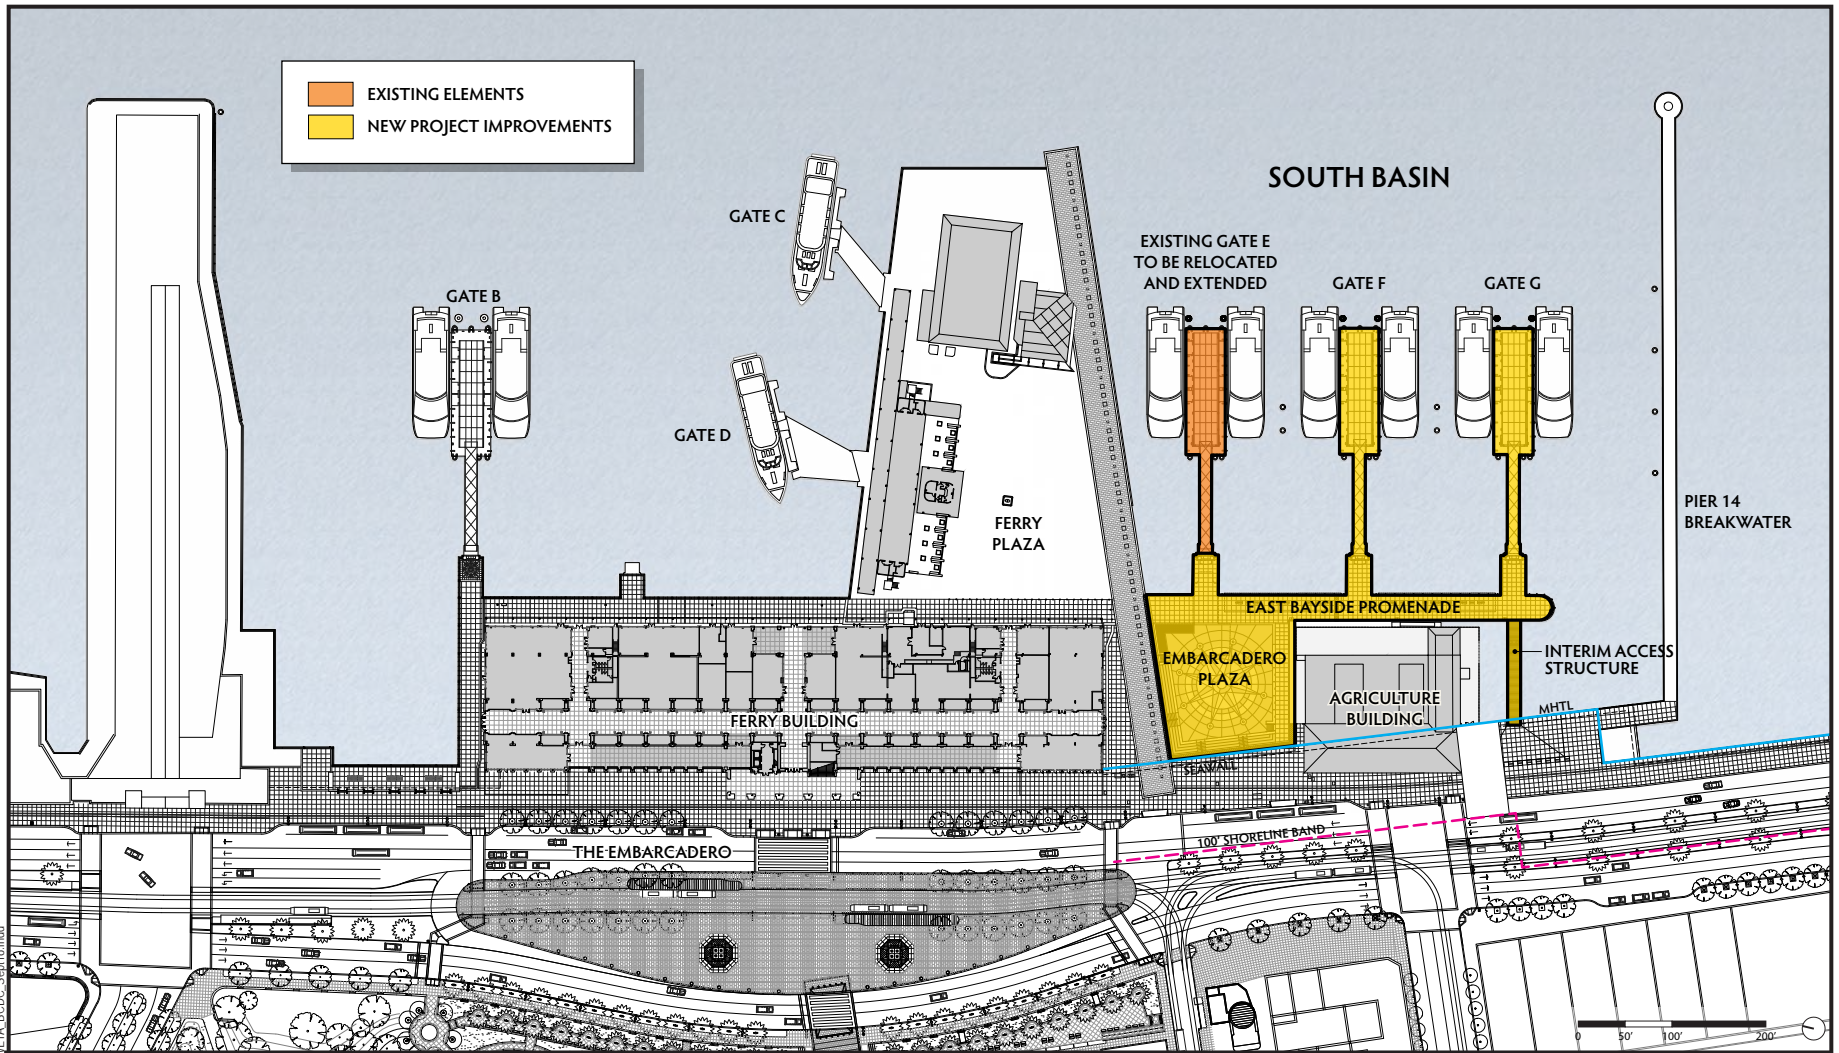 EXISTING ELEMENTS
NEW PROJECT IMPROVEMENTS
SOUTH BASIN
GATE C
EXISTING GATE E
TO BE RELOCATED
AND EXTENDED
GATE F
GATE G
GATE B
GATE D
FERRY
PLAZA
PIER 14
BREAKWATER
EAST BAYSIDE PROMENADE
EMBARCADERO
PLAZA
INTERIM ACCESS
STRUCTURE
AGRICULTURE
BUILDING
MHTL
FERRY BUILDING
SEAWALL
100' SHORELINE BAND
THE EMBARCADERO
0 50' 100' 200'